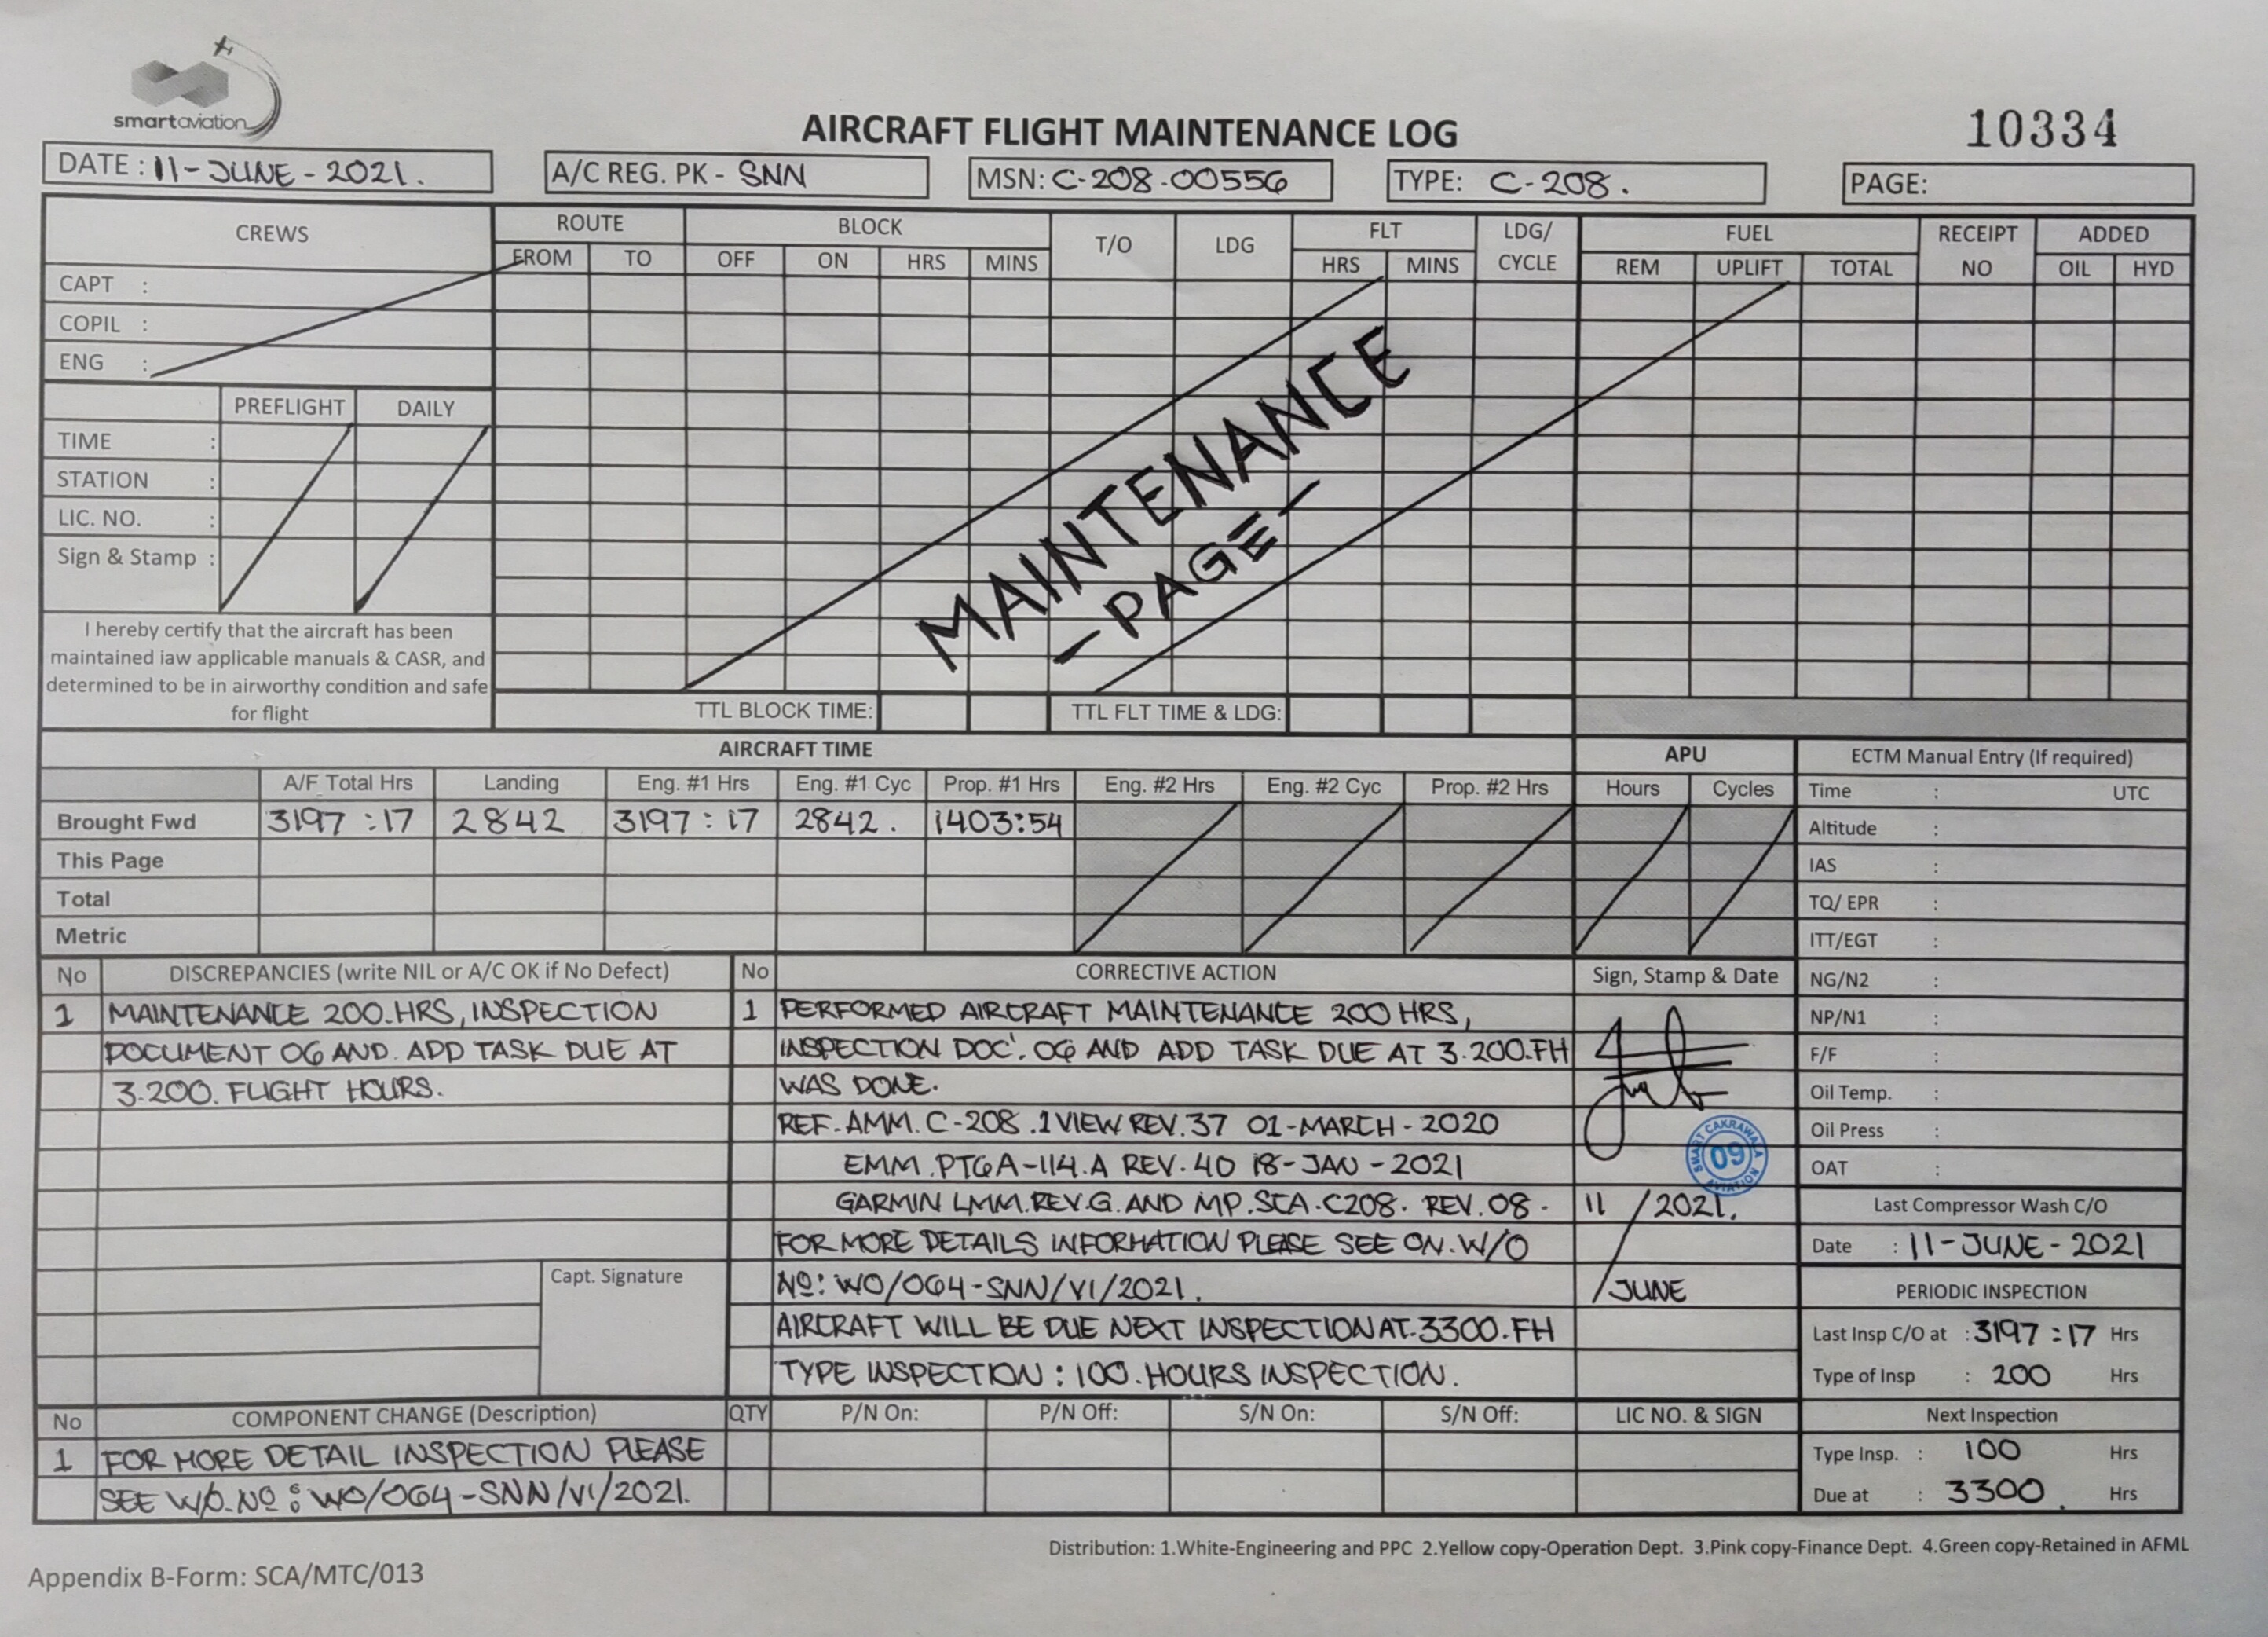 smartaviation
AIRCRAFT FLIGHT MAINTENANCE LOG
10334
DATE : 11-JUNE-2021.
A/C REG. PK - SNN
MSN: C-208-00556
TYPE: C-208.
PAGE:
CREWS
CAPT :
COPIL :
ENG :
ROUTE
FROM TO
BLOCK
OFF ON HRS MINS
T/O
LDG
FLT
HRS MINS
LDG/
CYCLE
FUEL
REM UPLIFT TOTAL
RECEIPT
NO
ADDED
OIL HYD
PREFLIGHT DAILY
TIME :
STATION :
LIC. NO. :
Sign & Stamp :
I hereby certify that the aircraft has been
maintained iaw applicable manuals & CASR, and
determined to be in airworthy condition and safe
for flight
MAINTENANCE
- PAGE -
TTL BLOCK TIME:
TTL FLT TIME & LDG:
AIRCRAFT TIME
A/F Total Hrs Landing Eng. #1 Hrs Eng. #1 Cyc Prop. #1 Hrs Eng. #2 Hrs Eng. #2 Cyc Prop. #2 Hrs
Brought Fwd 3197 : 17 2842 3197 : 17 2842. 1403:54
This Page
Total
Metric
APU
Hours Cycles
ECTM Manual Entry (If required)
Time : UTC
Altitude :
IAS :
TQ/ EPR :
ITT/EGT :
NG/N2 :
NP/N1 :
F/F :
Oil Temp. :
Oil Press :
OAT :
No DISCREPANCIES (write NIL or A/C OK if No Defect)
1 MAINTENANCE 200.HRS, INSPECTION
DOCUMENT 06 AND. ADD TASK DUE AT
3.200. FLIGHT HOURS.
Capt. Signature
No CORRECTIVE ACTION
1 PERFORMED AIRCRAFT MAINTENANCE 200 HRS,
INSPECTION DOC'. 06 AND ADD TASK DUE AT 3.200.FH
WAS DONE.
REF. AMM. C-208 .1VIEW REV. 37 01-MARCH-2020
EMM. PT6A-114.A REV. 40 18-JAN-2021
GARMIN LMM.REV.G.AND MP.SCA.C208. REV. 08.
FOR MORE DETAILS INFORMATION PLEASE SEE ON. W/O
No: WO/064-SNN/VI/2021.
AIRCRAFT WILL BE DUE NEXT INSPECTION AT. 3300.FH
TYPE INSPECTION : 100. HOURS INSPECTION.
Sign, Stamp & Date
SMART CAKRAWALA AVIATION
09
11 / 2021.
/ JUNE
Last Compressor Wash C/O
Date : 11-JUNE-2021
PERIODIC INSPECTION
Last Insp C/O at : 3197 : 17 Hrs
Type of Insp : 200 Hrs
Next Inspection
Type Insp. : 100 Hrs
Due at : 3300. Hrs
No COMPONENT CHANGE (Description) QTY P/N On: P/N Off: S/N On: S/N Off: LIC NO. & SIGN
1 FOR MORE DETAIL INSPECTION PLEASE
SEE W/O. No : WO/064-SNN/VI/2021.
Distribution: 1.White-Engineering and PPC 2.Yellow copy-Operation Dept. 3.Pink copy-Finance Dept. 4.Green copy-Retained in AFML
Appendix B-Form: SCA/MTC/013